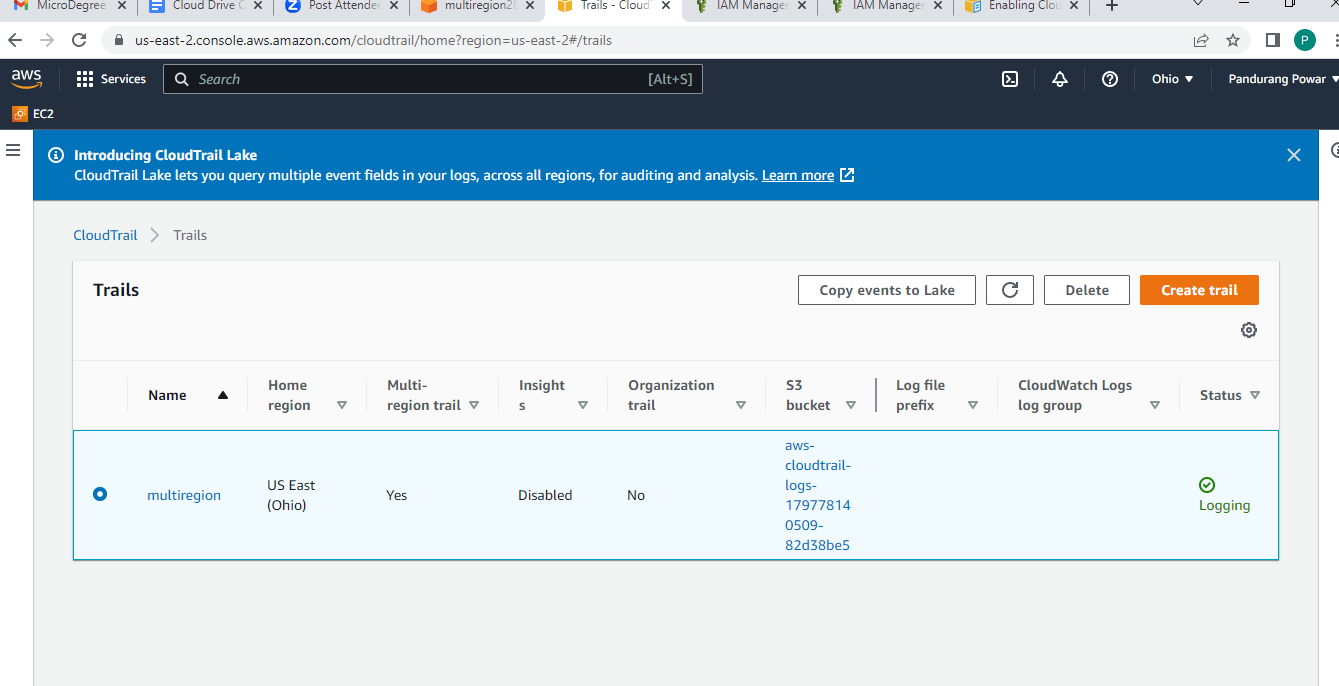 MicroDegree
Cloud Drive C
Post Attendee
multiregion2
Trails - Cloud
IAM Manager
IAM Manager
Enabling Clou
us-east-2.console.aws.amazon.com/cloudtrail/home?region=us-east-2#/trails
P
aws
Services
Search
[Alt+S]
Ohio
Pandurang Powar
EC2
Introducing CloudTrail Lake
CloudTrail Lake lets you query multiple event fields in your logs, across all regions, for auditing and analysis. Learn more
CloudTrail
Trails
Trails
Copy events to Lake
Delete
Create trail
Name
Home
region
Multi-
region trail
Insight
s
Organization
trail
S3
bucket
Log file
prefix
CloudWatch Logs
log group
Status
multiregion
US East
(Ohio)
Yes
Disabled
No
aws-
cloudtrail-
logs-
17977814
0509-
82d38be5
Logging